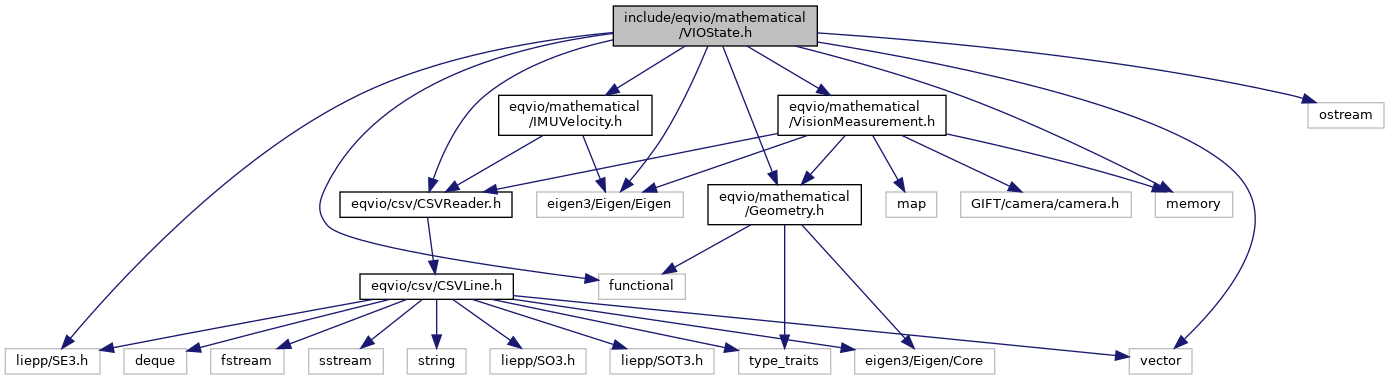 include/eqvio/mathematical
/VIOState.h
eqvio/mathematical
/IMUVelocity.h
eqvio/mathematical
/VisionMeasurement.h
ostream
eqvio/csv/CSVReader.h
eigen3/Eigen/Eigen
eqvio/mathematical
/Geometry.h
map
GIFT/camera/camera.h
memory
eqvio/csv/CSVLine.h
functional
liepp/SE3.h
deque
fstream
sstream
string
liepp/SO3.h
liepp/SOT3.h
type_traits
eigen3/Eigen/Core
vector